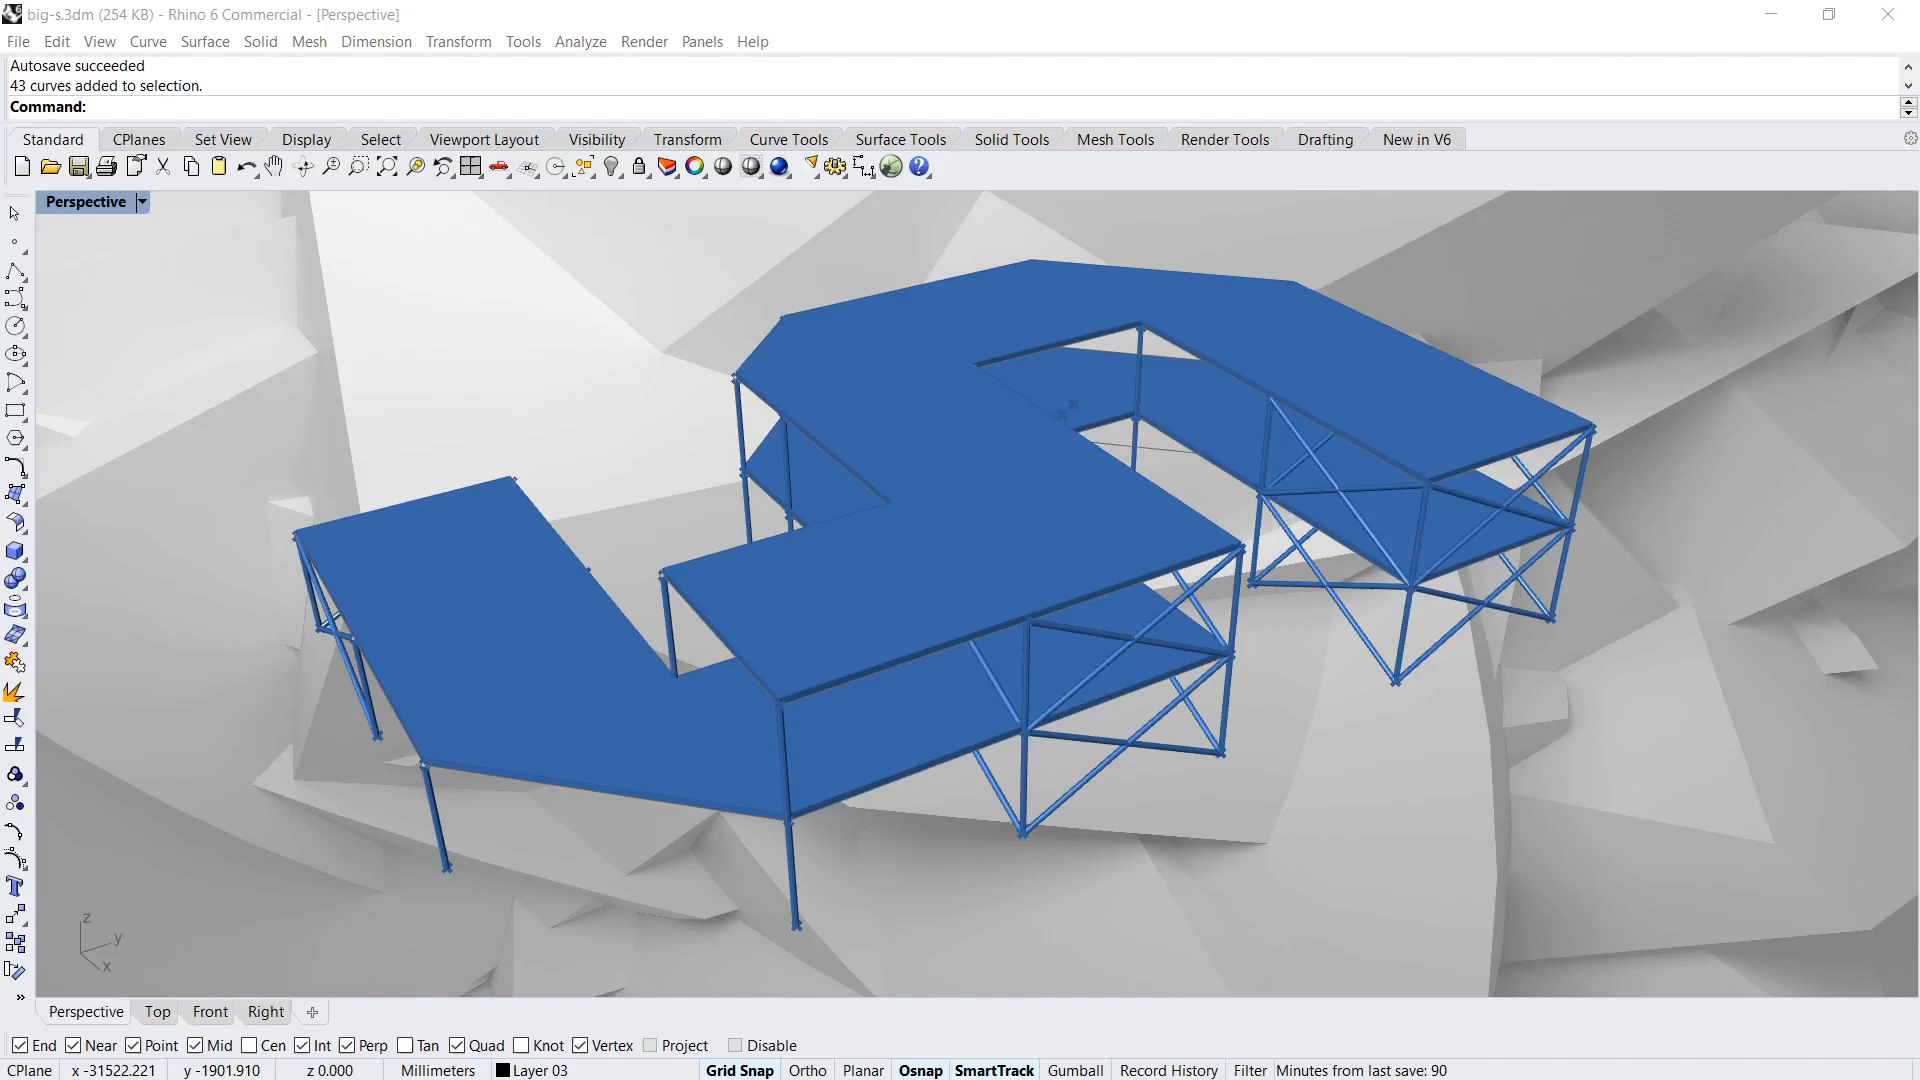 big-s.3dm (254 KB) - Rhino 6 Commercial - [Perspective]
File Edit View Curve Surface Solid Mesh Dimension Transform Tools Analyze Render Panels Help
Autosave succeeded
43 curves added to selection.
Command:
Standard CPlanes Set View Display Select Viewport Layout Visibility Transform Curve Tools Surface Tools Solid Tools Mesh Tools Render Tools Drafting New in V6
Perspective
z
y
x
Perspective Top Front Right
End Near Point Mid Cen Int Perp Tan Quad Knot Vertex Project Disable
CPlane x -31522.221 y -1901.910 z 0.000 Millimeters Layer 03 Grid Snap Ortho Planar Osnap SmartTrack Gumball Record History Filter Minutes from last save: 90